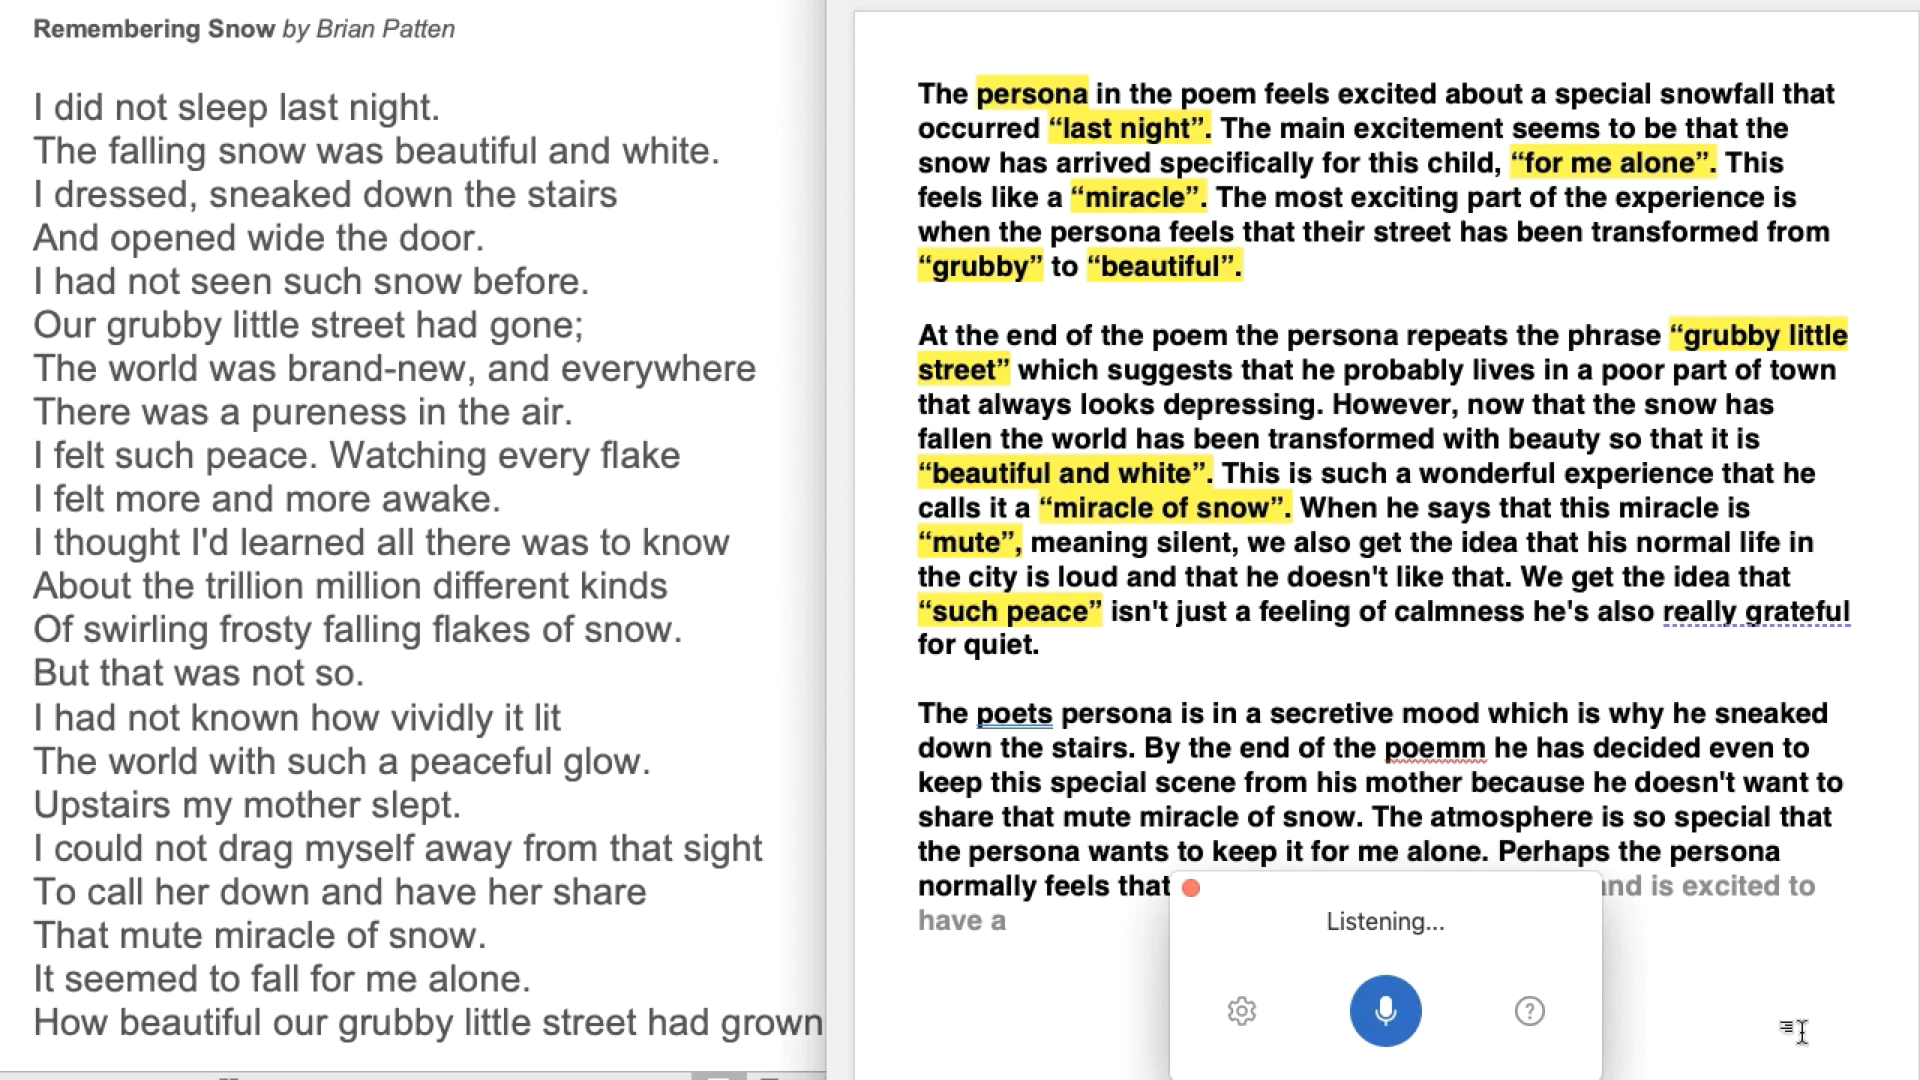 Remembering Snow by Brian Patten
I did not sleep last night.
The falling snow was beautiful and white.
I dressed, sneaked down the stairs
And opened wide the door.
I had not seen such snow before.
Our grubby little street had gone;
The world was brand-new, and everywhere
There was a pureness in the air.
I felt such peace. Watching every flake
I felt more and more awake.
I thought I'd learned all there was to know
About the trillion million different kinds
Of swirling frosty falling flakes of snow.
But that was not so.
I had not known how vividly it lit
The world with such a peaceful glow.
Upstairs my mother slept.
I could not drag myself away from that sight
To call her down and have her share
That mute miracle of snow.
It seemed to fall for me alone.
How beautiful our grubby little street had grown
The persona in the poem feels excited about a special snowfall that
occurred “last night”. The main excitement seems to be that the
snow has arrived specifically for this child, “for me alone”. This
feels like a “miracle”. The most exciting part of the experience is
when the persona feels that their street has been transformed from
“grubby” to “beautiful”.
At the end of the poem the persona repeats the phrase “grubby little
street” which suggests that he probably lives in a poor part of town
that always looks depressing. However, now that the snow has
fallen the world has been transformed with beauty so that it is
“beautiful and white”. This is such a wonderful experience that he
calls it a “miracle of snow”. When he says that this miracle is
“mute”, meaning silent, we also get the idea that his normal life in
the city is loud and that he doesn't like that. We get the idea that
“such peace” isn't just a feeling of calmness he's also really grateful
for quiet.
The poets persona is in a secretive mood which is why he sneaked
down the stairs. By the end of the poemm he has decided even to
keep this special scene from his mother because he doesn't want to
share that mute miracle of snow. The atmosphere is so special that
the persona wants to keep it for me alone. Perhaps the persona
normally feels that and is excited to
have a
Listening...